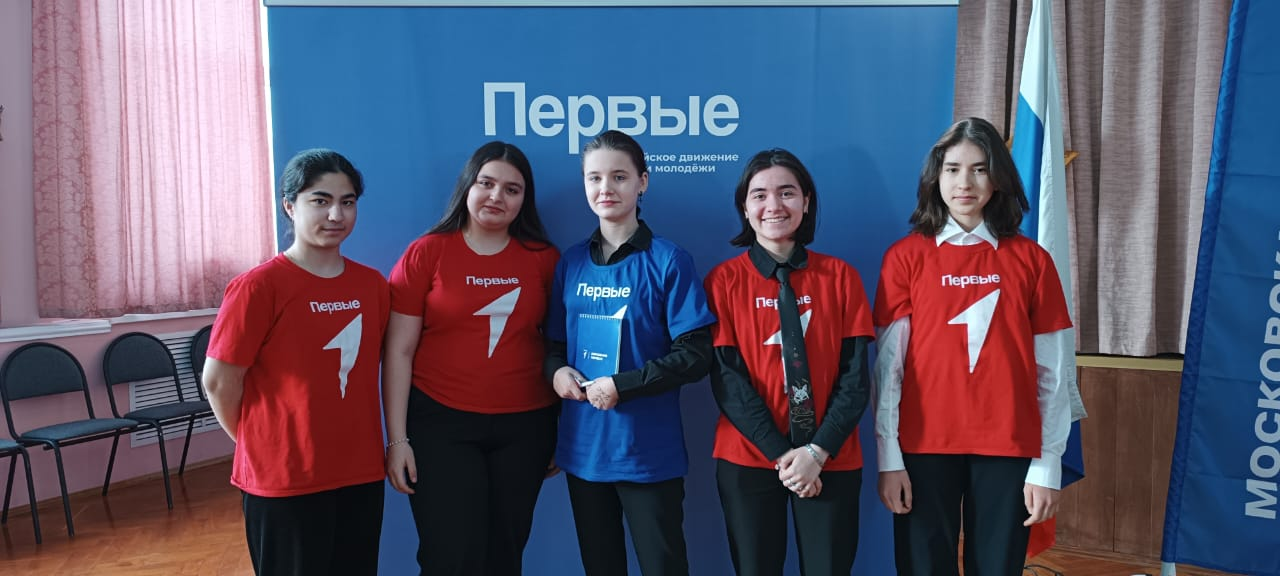 Первые
йское движение
и молодёжи
Первые
Первые
Первые
Первые
Первые
МОСКОВСК